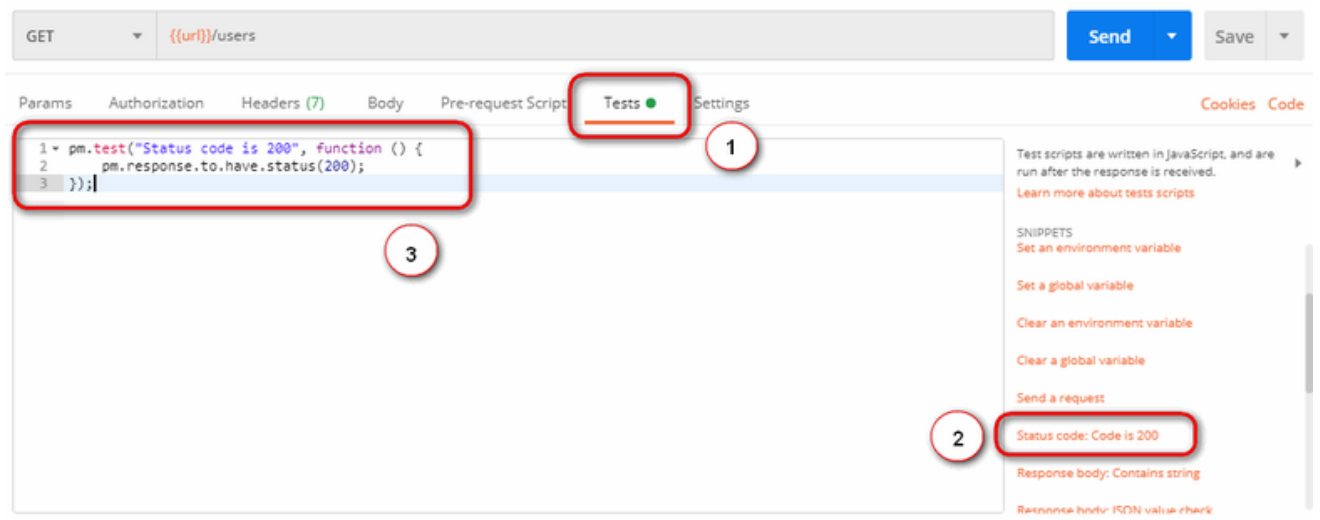 GET {{url}}/users Send Save
Params Authorization Headers (7) Body Pre-request Script Tests Settings Cookies Code
1
1 pm.test("Status code is 200", function () {
2 pm.response.to.have.status(200);
3 });
3
Test scripts are written in JavaScript, and are
run after the response is received.
Learn more about tests scripts
SNIPPETS
Set an environment variable
Set a global variable
Clear an environment variable
Clear a global variable
Send a request
2
Status code: Code is 200
Response body: Contains string
Response body: JSON value check